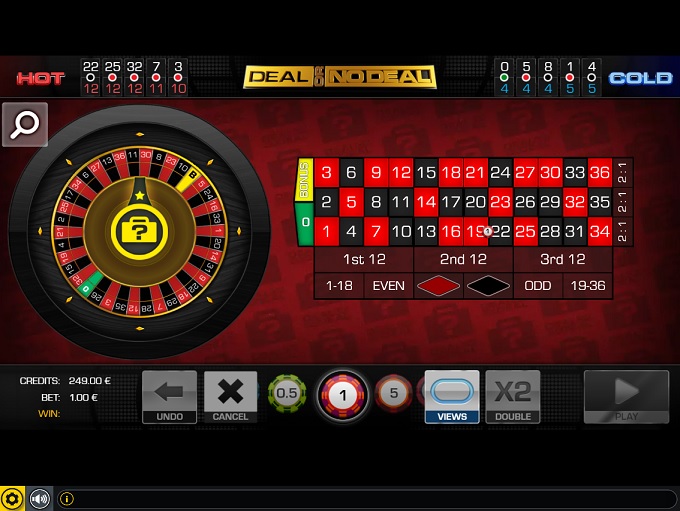 HOT 22 25 32 7 3 DEAL OR NO DEAL 0 5 8 1 4 COLD
12 12 12 11 10 4 4 4 5 5
BONUS 3 6 9 12 15 18 21 24 27 30 33 36 2:1
2 5 8 11 14 17 20 23 26 29 32 35 2:1
0 1 4 7 10 13 16 19 22 25 28 31 34 2:1
1st 12 2nd 12 3rd 12
1-18 EVEN ODD 19-36
CREDITS: 249.00 €
BET: 1.00 €
WIN:
0.5 1 5 X2
UNDO CANCEL VIEWS DOUBLE PLAY